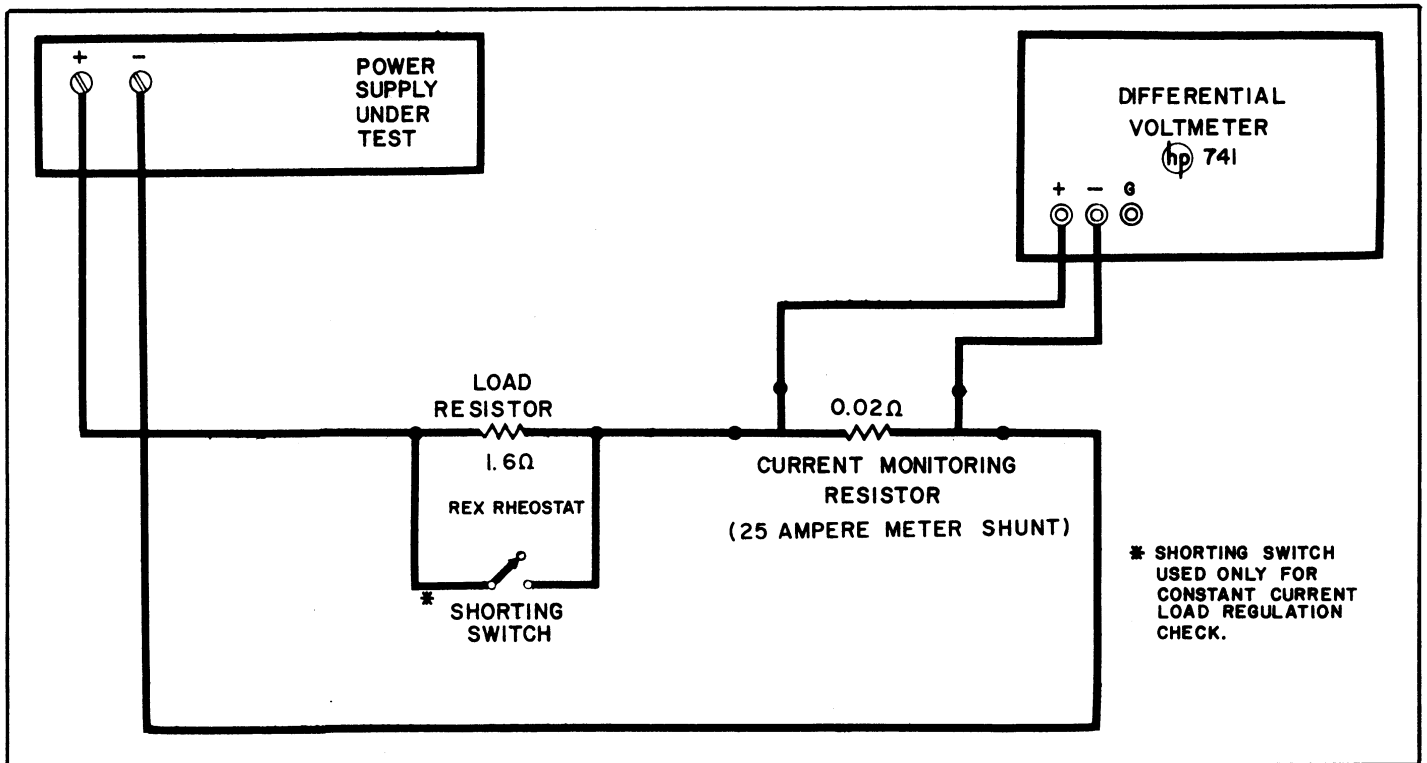 + -
POWER
SUPPLY
UNDER
TEST
DIFFERENTIAL
VOLTMETER
hp 741
+ - G
LOAD
RESISTOR
1.6Ω
REX RHEOSTAT
* SHORTING
SWITCH
0.02Ω
CURRENT MONITORING
RESISTOR
(25 AMPERE METER SHUNT)
* SHORTING SWITCH
USED ONLY FOR
CONSTANT CURRENT
LOAD REGULATION
CHECK.